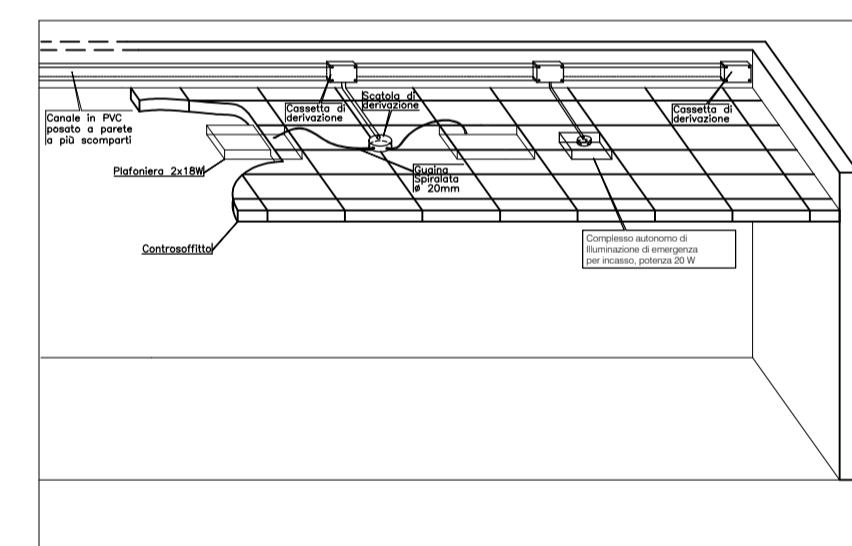 Canale in PVC
posato a parete
a più scomparti
Cassetta di
derivazione
Scatola di
derivazione
Cassetta di
derivazione
Plafoniera 2x18W
Guaina
Spiralata
ø 20mm
Controsoffitto
Complesso autonomo di
Illuminazione di emergenza
per incasso, potenza 20 W